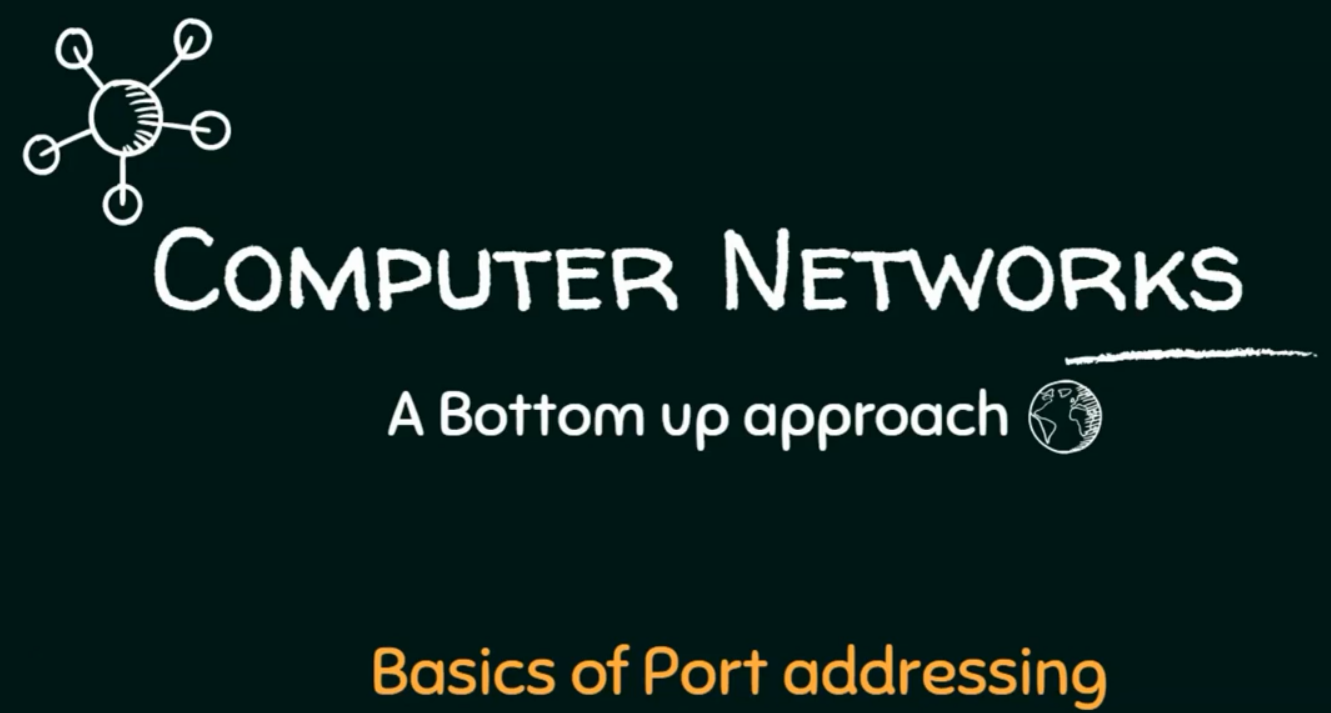 Computer Networks
A Bottom up approach
Basics of Port addressing